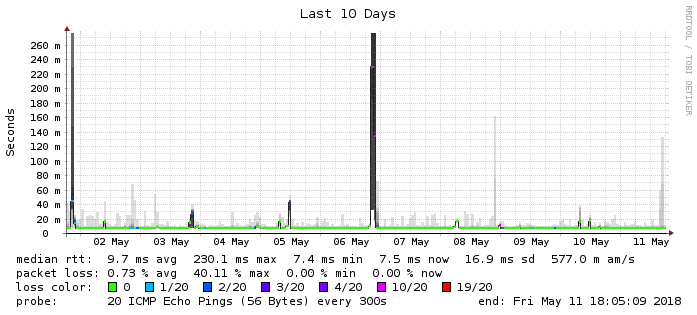 Last 10 Days
RRDTOOL / TOBI OETIKER
Seconds
260 m
240 m
220 m
200 m
180 m
160 m
140 m
120 m
100 m
80 m
60 m
40 m
20 m
0
02 May 03 May 04 May 05 May 06 May 07 May 08 May 09 May 10 May 11 May
median rtt: 9.7 ms avg 230.1 ms max 7.4 ms min 7.5 ms now 16.9 ms sd 577.0 m am/s
packet loss: 0.73 % avg 40.11 % max 0.00 % min 0.00 % now
loss color: 0 1/20 2/20 3/20 4/20 10/20 19/20
probe: 20 ICMP Echo Pings (56 Bytes) every 300s end: Fri May 11 18:05:09 2018